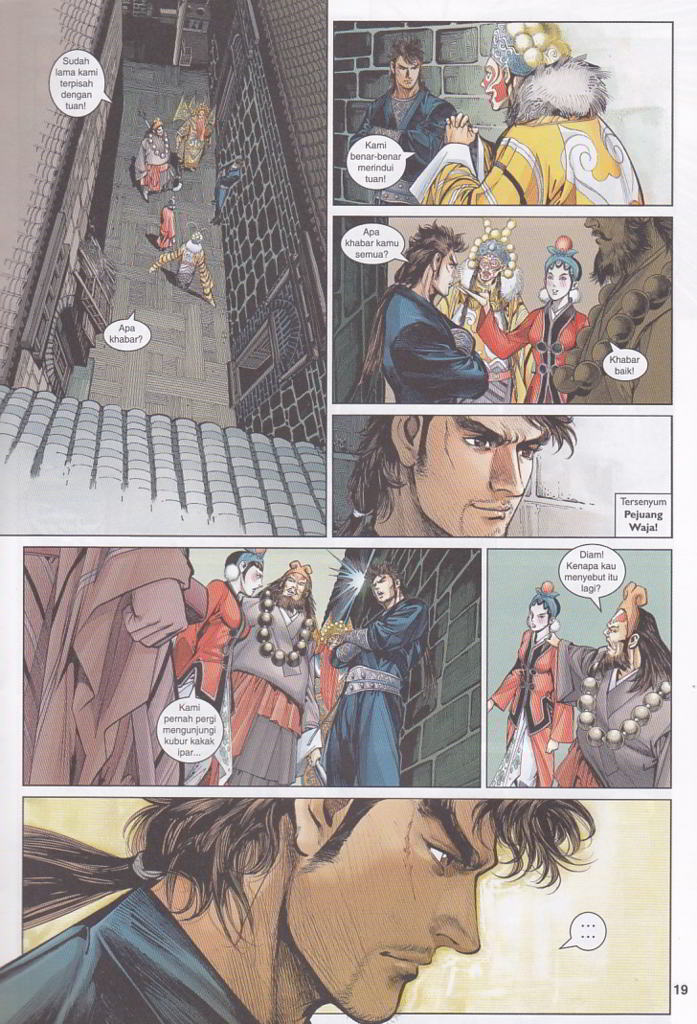 Sudah
lama kami
terpisah
dengan
tuan!
Apa
khabar?
Kami
benar-benar
merindui
tuan!
Apa
khabar kamu
semua?
Khabar
baik!
Tersenyum
Pejuang
Waja!
Kami
pernah pergi
mengunjungi
kubur kakak
ipar...
Diam!
Kenapa kau
menyebut itu
lagi?
...
...
19